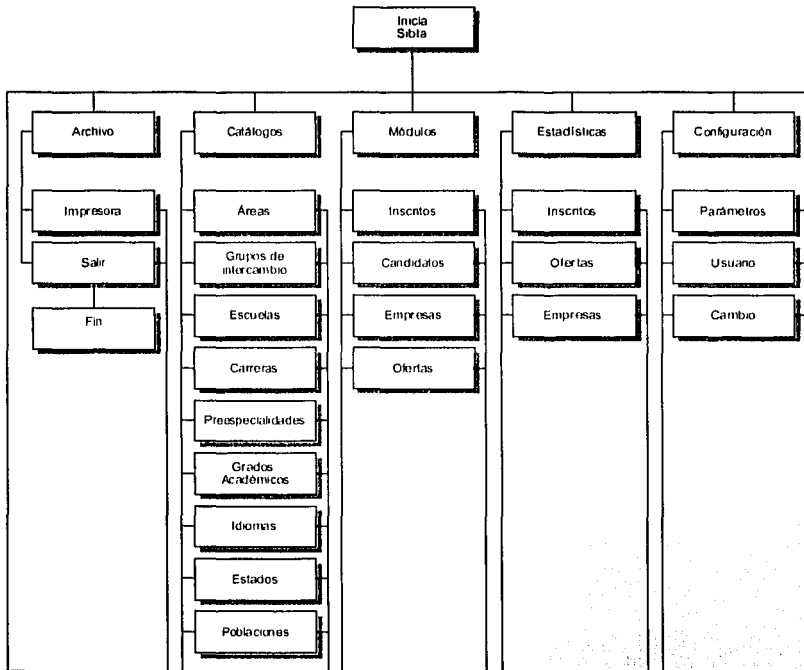 Inicia
Sibta
Archivo
Catálogos
Módulos
Estadísticas
Configuración
Impresora
Áreas
Inscritos
Inscritos
Parámetros
Salir
Grupos de
intercambio
Candidatos
Ofertas
Usuario
Fin
Escuelas
Empresas
Empresas
Cambio
Carreras
Ofertas
Preespecialidades
Grados
Académicos
Idiomas
Estados
Poblaciones